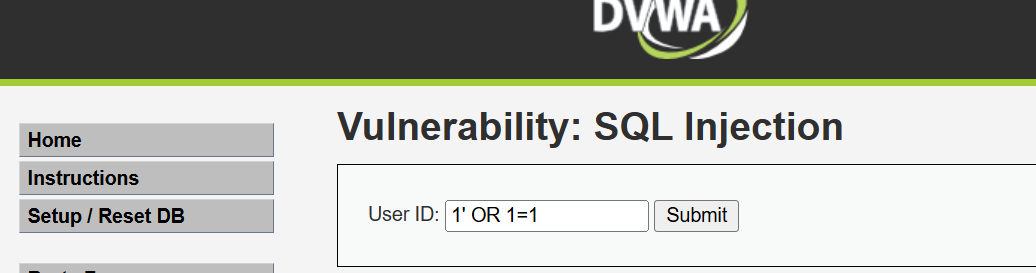 DVWA
Home
Instructions
Setup / Reset DB
Vulnerability: SQL Injection
User ID: 1' OR 1=1 Submit